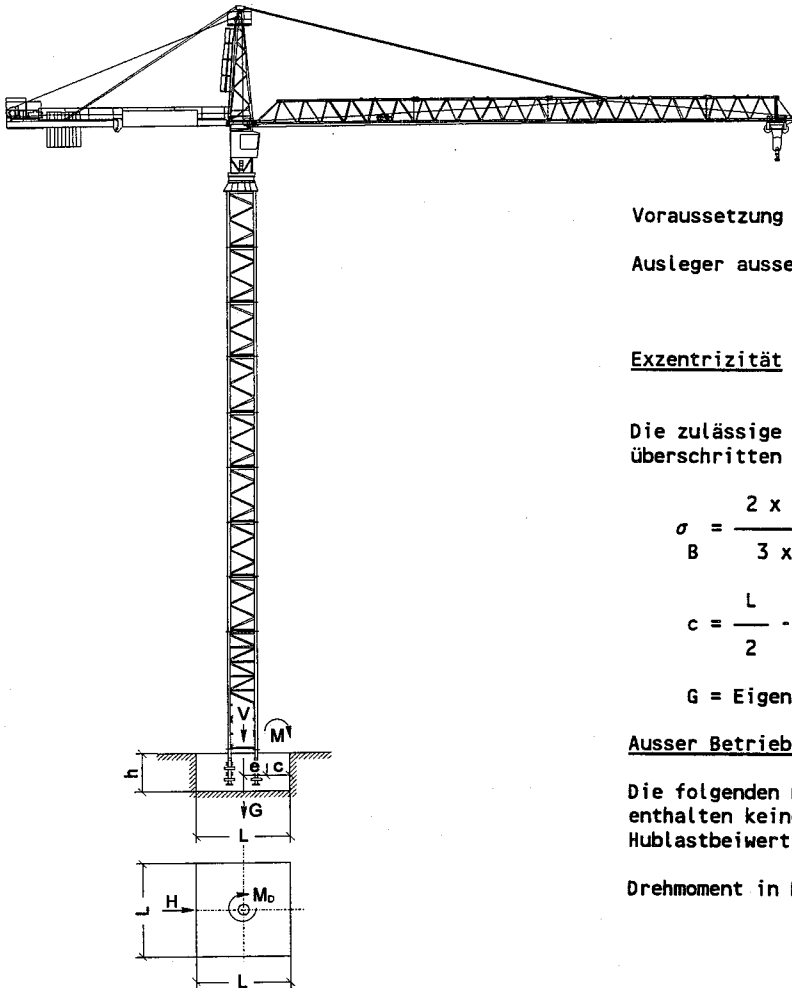 Voraussetzung
Ausleger ausse
Exzentrizität
Die zulässige
überschritten
2 x
σ = 
B 3 x
L
c = -
2
G = Eigen
V
M
e c
h
G
L
Ausser Betrieb
Die folgenden
enthalten kein
Hublastbeiwert
Drehmoment in
H
M_D
L
L